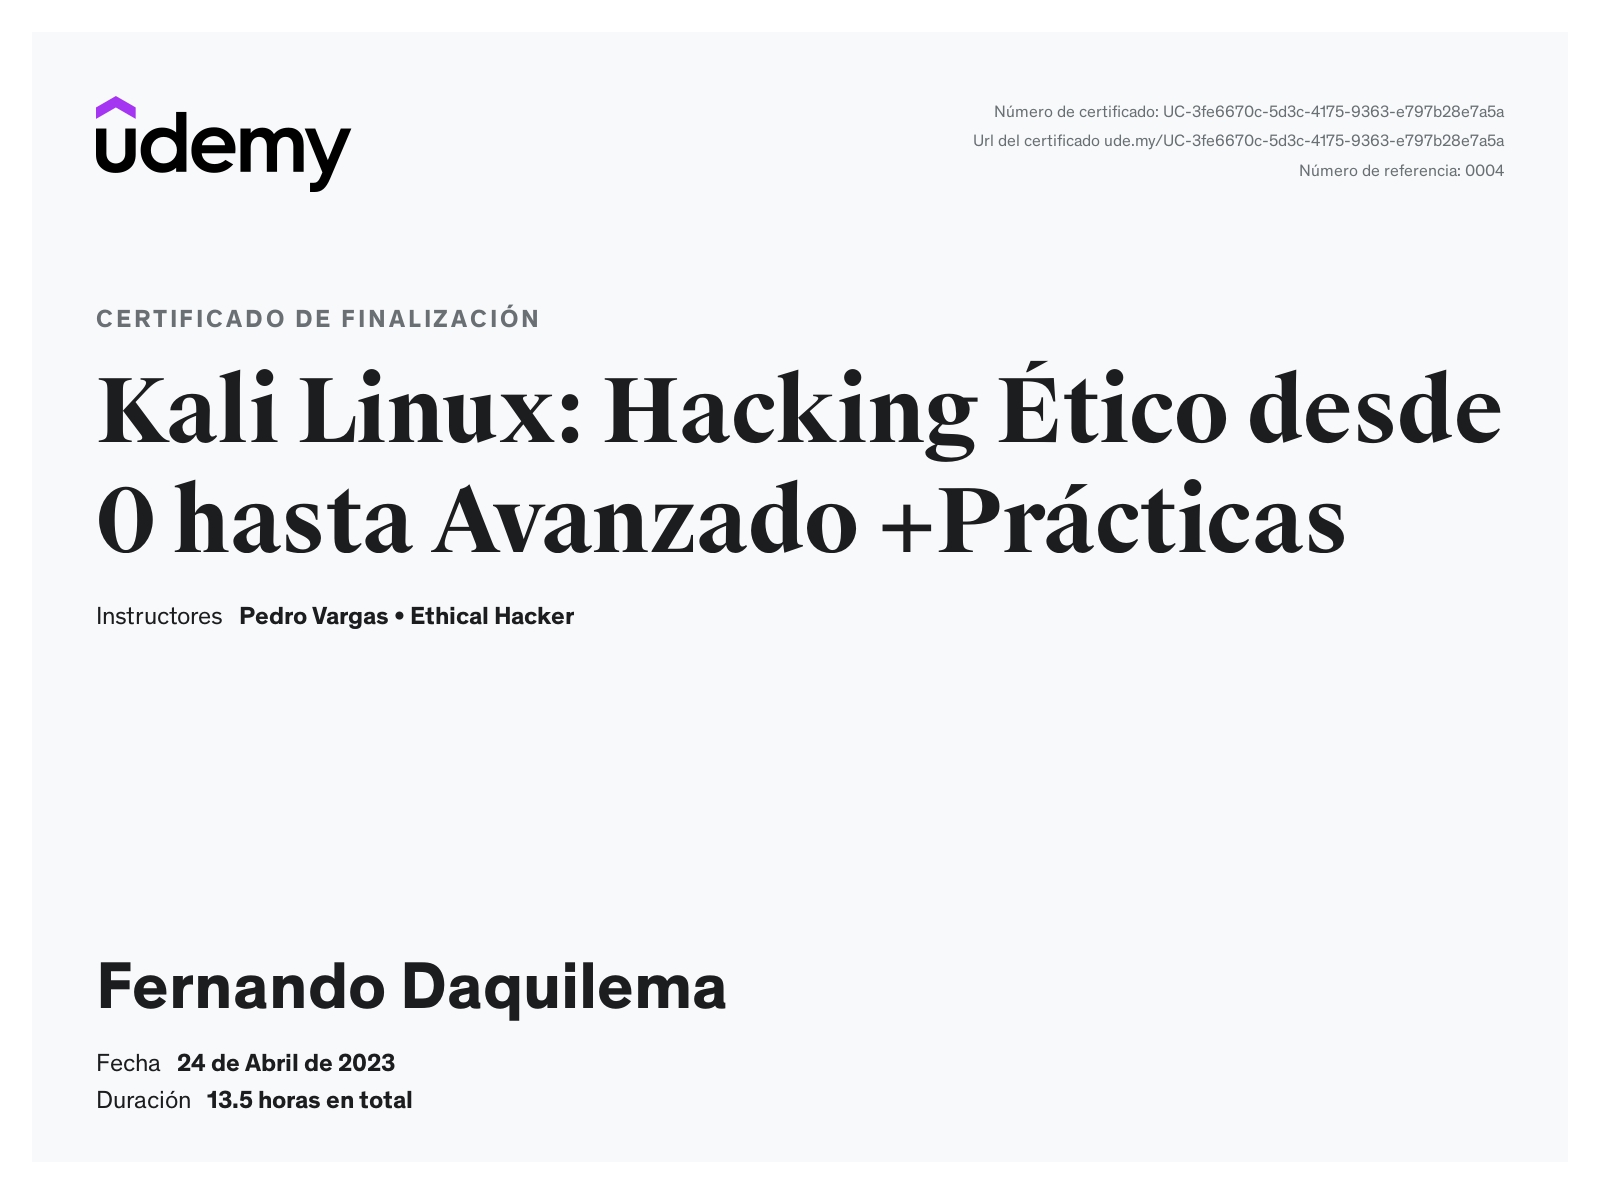 udemy
Número de certificado: UC-3fe6670c-5d3c-4175-9363-e797b28e7a5a
Url del certificado ude.my/UC-3fe6670c-5d3c-4175-9363-e797b28e7a5a
Número de referencia: 0004
CERTIFICADO DE FINALIZACIÓN
Kali Linux: Hacking Ético desde
0 hasta Avanzado +Prácticas
Instructores Pedro Vargas • Ethical Hacker
Fernando Daquilema
Fecha 24 de Abril de 2023
Duración 13.5 horas en total